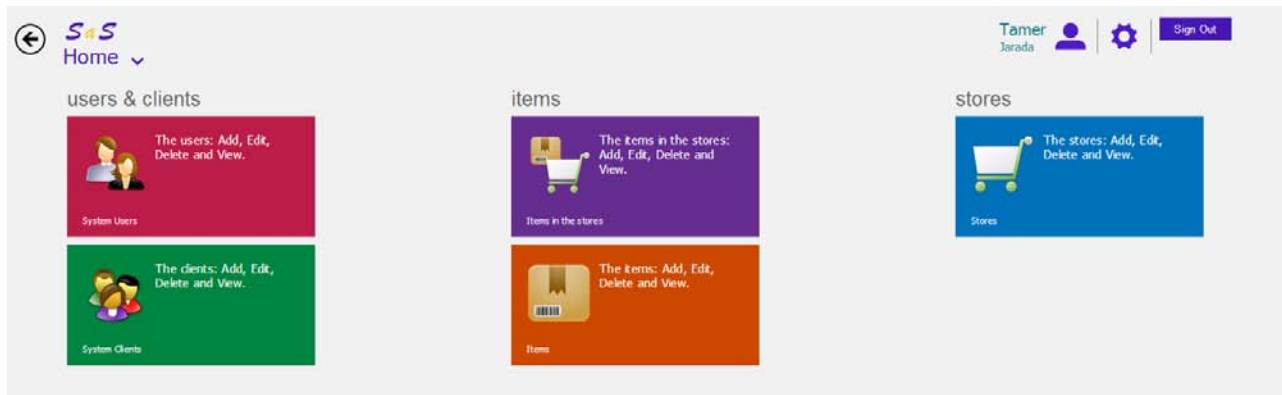 SaS
Home
Tamer
Jarada
Sign Out
users & clients
The users: Add, Edit,
Delete and View.
System Users
The clients: Add, Edit,
Delete and View.
System Clients
items
The items in the stores:
Add, Edit, Delete and
View.
Items in the stores
The items: Add, Edit,
Delete and View.
Items
stores
The stores: Add, Edit,
Delete and View.
Stores